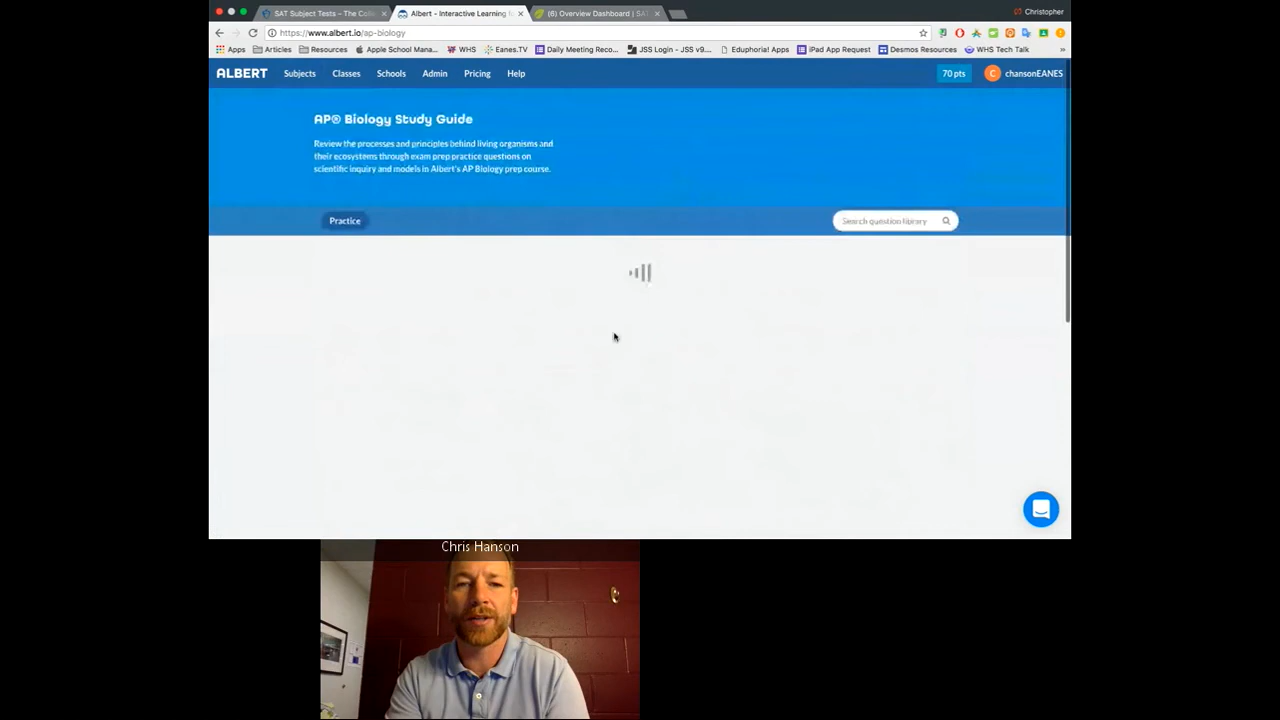 SAT Subject Tests – The Colle
Albert - Interactive Learning f
(6) Overview Dashboard | SAT
Christopher
https://www.albert.io/ap-biology
Apps Articles Resources Apple School Mana... WHS Eanes.TV Daily Meeting Reco... JSS Login - JSS v9.... Eduphoria! Apps iPad App Request Desmos Resources WHS Tech Talk »
ALBERT Subjects Classes Schools Admin Pricing Help 70 pts C chansonEANES
AP® Biology Study Guide
Review the processes and principles behind living organisms and
their ecosystems through exam prep practice questions on
scientific inquiry and models in Albert's AP Biology prep course.
Practice Search question library
Chris Hanson